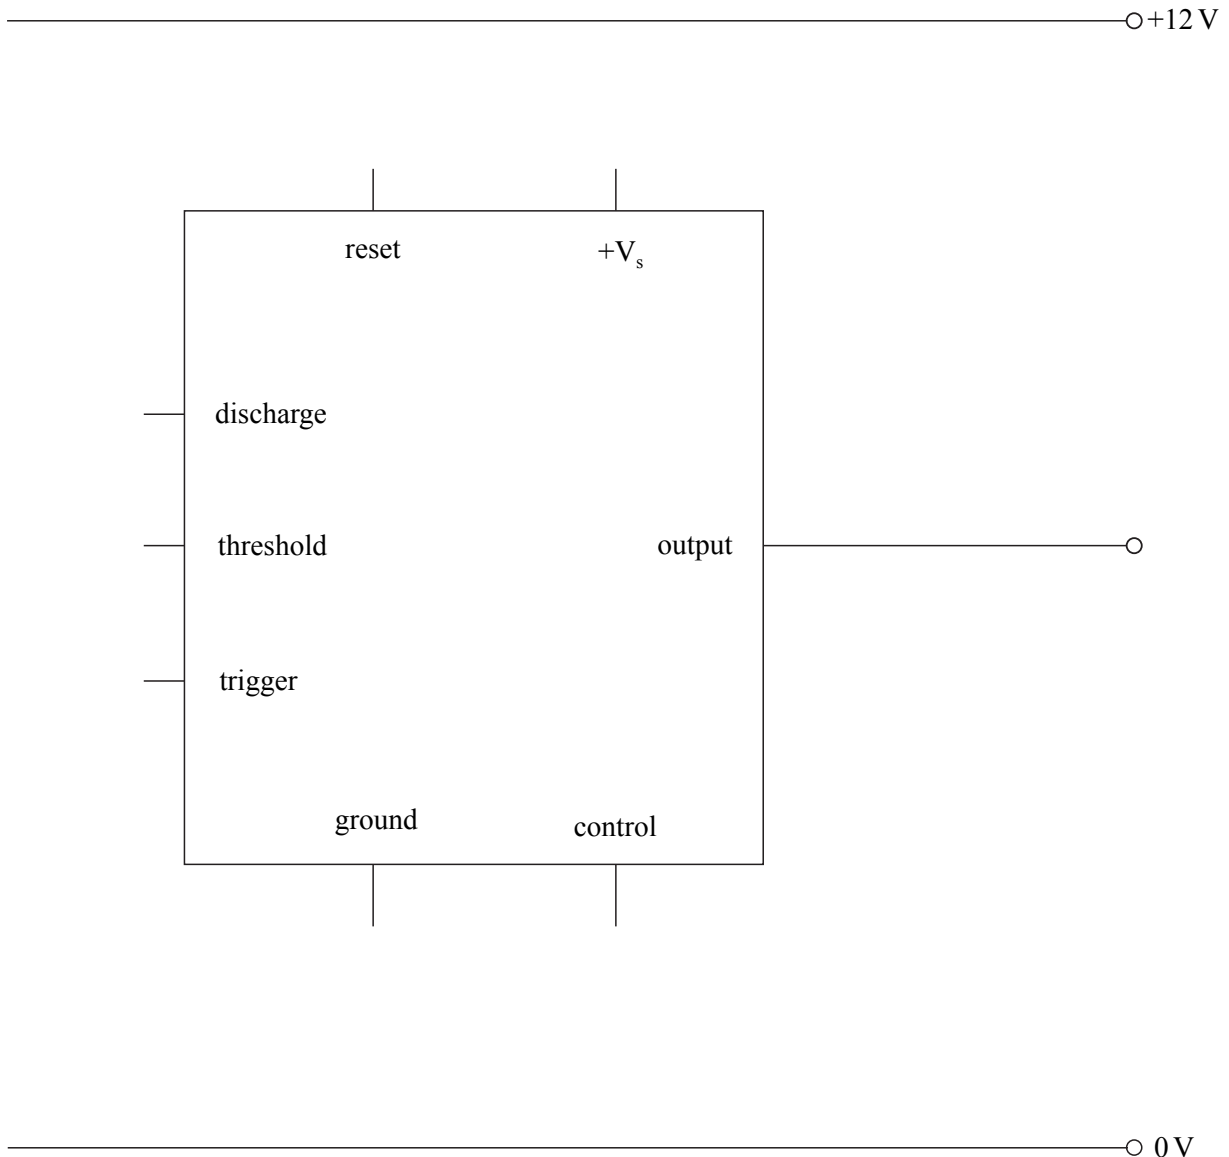 +12 V
reset
+Vs
discharge
threshold
output
trigger
ground
control
0 V